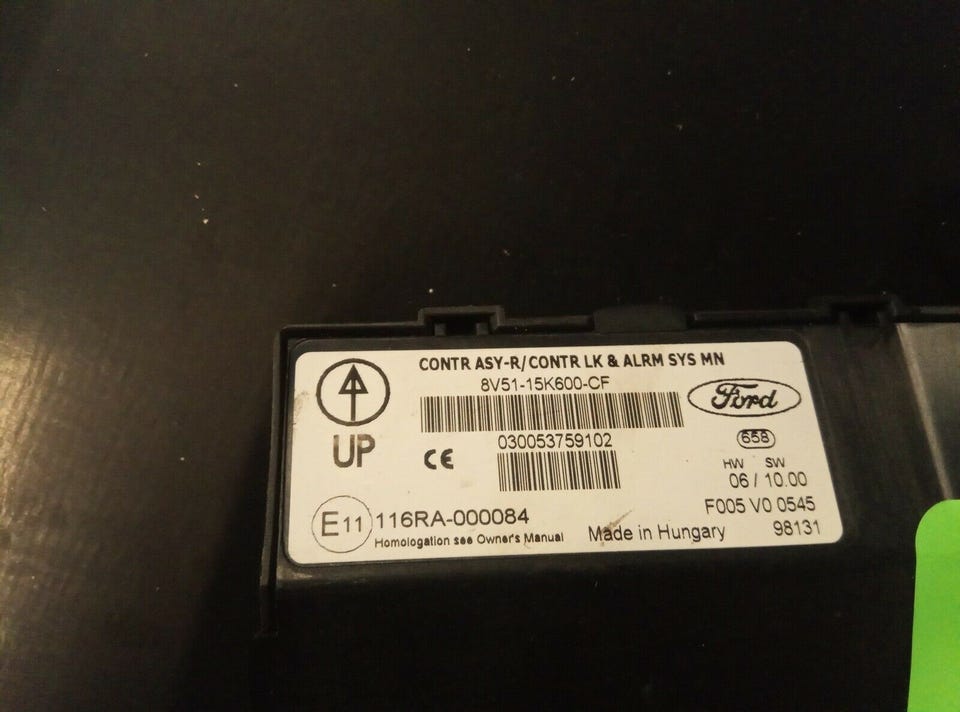 CONTR ASY-R/CONTR LK & ALRM SYS MN
8V51-15K600-CF
Ford
UP
CE
030053759102
658
HW SW
06 / 10.00
F005 V0 0545
E11 116RA-000084
Homologation see Owner's Manual
Made in Hungary
98131